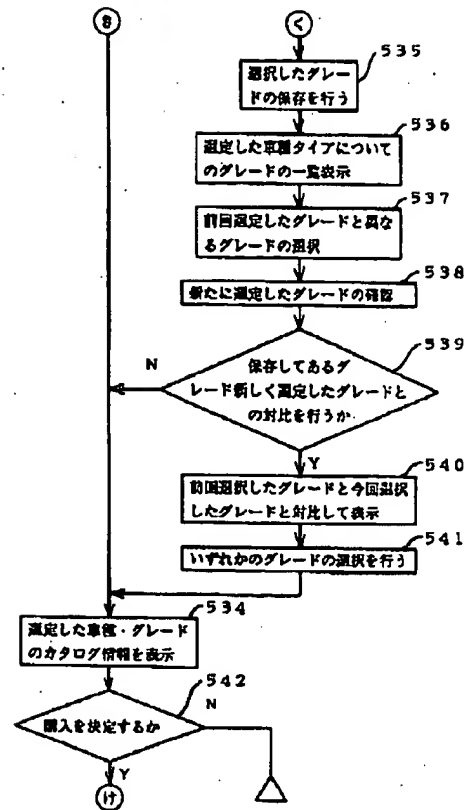 く
535
選択したグレー
ドの保存を行う
536
選定した車種タイプについて
のグレードの一覧表示
537
前回選定したグレードと異な
るグレードの選択
538
新たに選定したグレードの確認
539
保存してあるグ
レード新しく選定したグレードと
の対比を行うか
N
Y
540
前回選択したグレードと今回選択
したグレードと対比して表示
541
いずれかのグレードの選択を行う
534
選定した車種・グレード
のカタログ情報を表示
542
購入を決定するか
N
Y
け